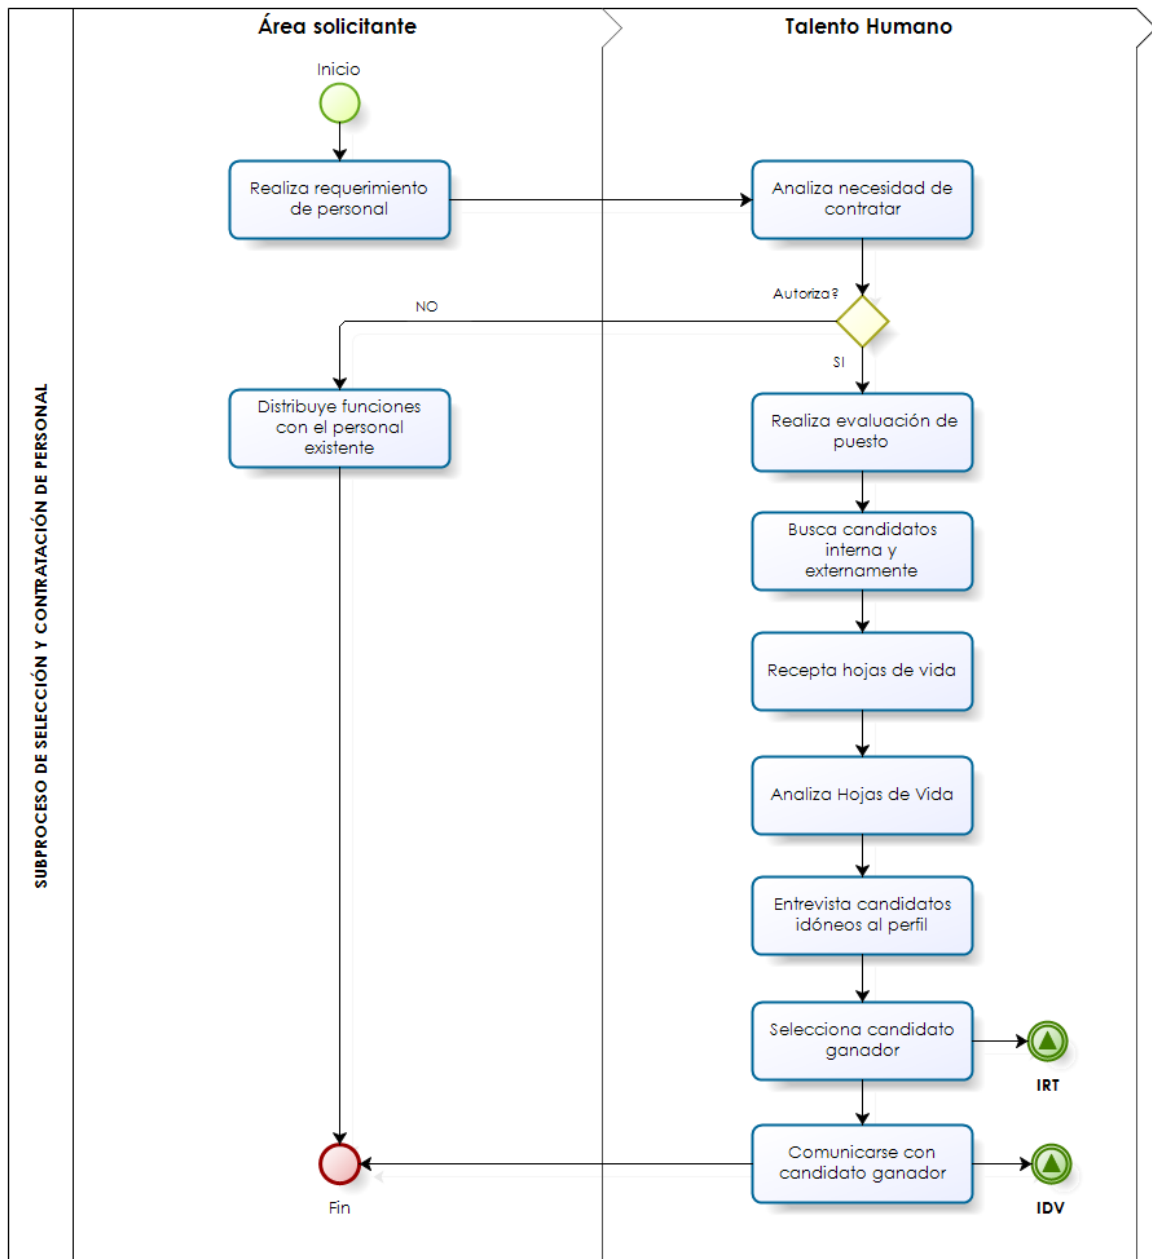 SUBPROCESO DE SELECCIÓN Y CONTRATACIÓN DE PERSONAL
Área solicitante
Talento Humano
Inicio
Realiza requerimiento
de personal
Analiza necesidad de
contratar
Autoriza?
NO
SI
Distribuye funciones
con el personal
existente
Realiza evaluación de
puesto
Busca candidatos
interna y
externamente
Recepta hojas de vida
Analiza Hojas de Vida
Entrevista candidatos
idóneos al perfil
Selecciona candidato
ganador
IRT
Comunicarse con
candidato ganador
IDV
Fin